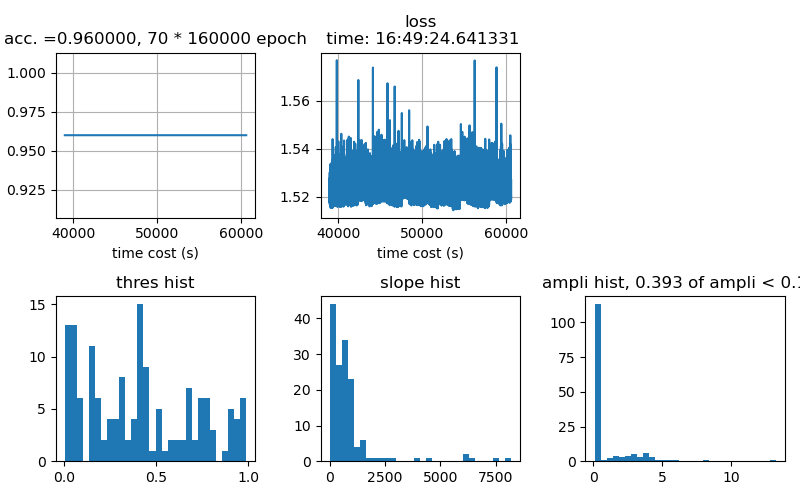 acc. =0.960000, 70 * 160000 epoch
1.000
0.975
0.950
0.925
40000 50000 60000
time cost (s)
loss
time: 16:49:24.641331
1.56
1.54
1.52
40000 50000 60000
time cost (s)
thres hist
15
10
5
0
0.0 0.5 1.0
slope hist
40
30
20
10
0
0 2500 5000 7500
ampli hist, 0.393 of ampli < 0.1
100
75
50
25
0
0 5 10